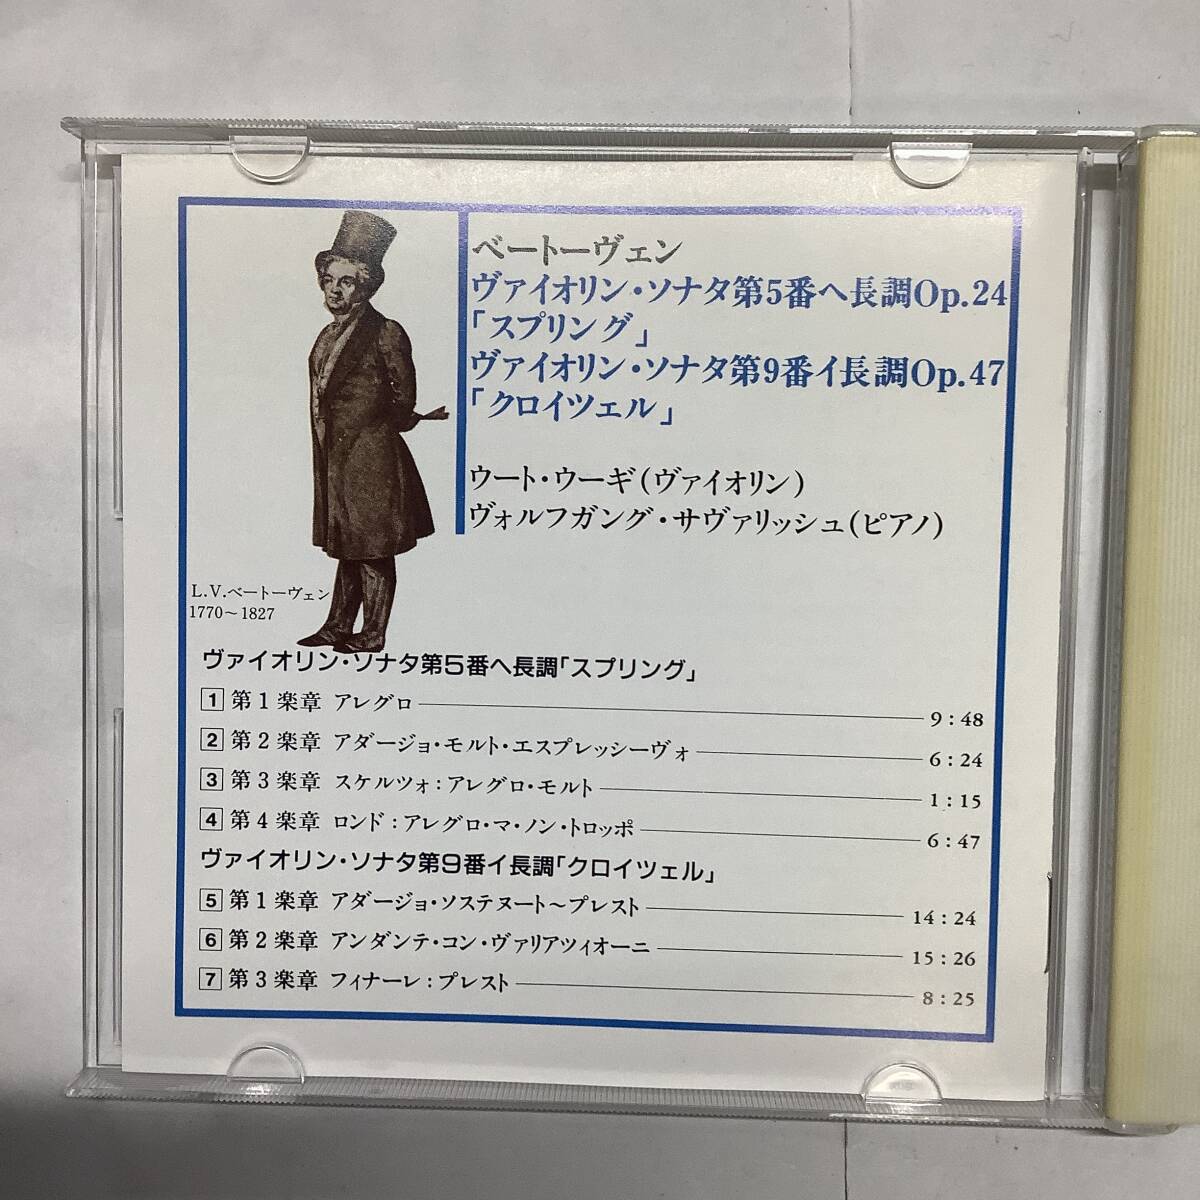 ベートーヴェン
ヴァイオリン・ソナタ第5番ヘ長調Op.24
「スプリング」
ヴァイオリン・ソナタ第9番イ長調Op.47
「クロイツェル」
ウート・ウーギ(ヴァイオリン)
ヴォルフガング・サヴァリッシュ(ピアノ)
L.V.ベートーヴェン
1770〜1827
ヴァイオリン・ソナタ第5番ヘ長調「スプリング」
1 第1楽章 アレグロ 9:48
2 第2楽章 アダージョ・モルト・エスプレッシーヴォ 6:24
3 第3楽章 スケルツォ:アレグロ・モルト 1:15
4 第4楽章 ロンド:アレグロ・マ・ノン・トロッポ 6:47
ヴァイオリン・ソナタ第9番イ長調「クロイツェル」
5 第1楽章 アダージョ・ソステヌート〜プレスト 14:24
6 第2楽章 アンダンテ・コン・ヴァリアツィオーニ 15:26
7 第3楽章 フィナーレ:プレスト 8:25